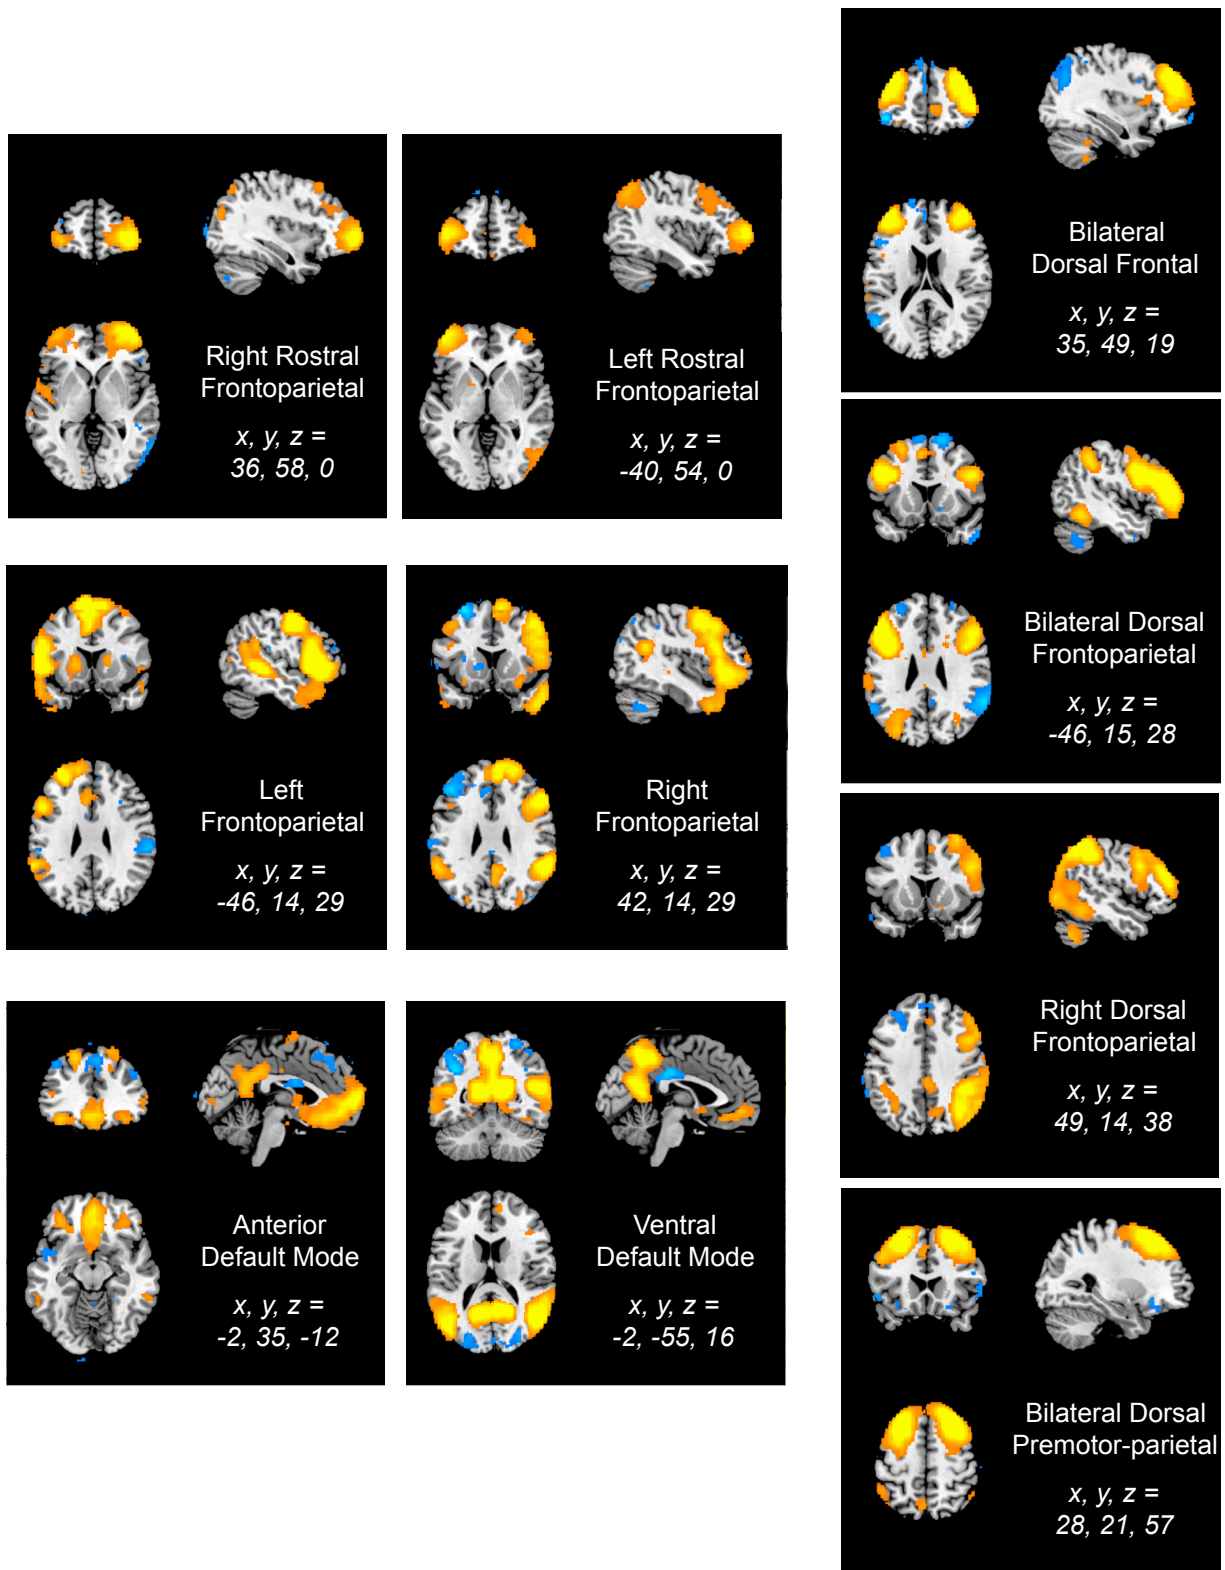 Right Rostral
Frontoparietal
x, y, z =
36, 58, 0
Left Rostral
Frontoparietal
x, y, z =
-40, 54, 0
Left
Frontoparietal
x, y, z =
-46, 14, 29
Right
Frontoparietal
x, y, z =
42, 14, 29
Anterior
Default Mode
x, y, z =
-2, 35, -12
Ventral
Default Mode
x, y, z =
-2, -55, 16
Bilateral
Dorsal Frontal
x, y, z =
35, 49, 19
Bilateral Dorsal
Frontoparietal
x, y, z =
-46, 15, 28
Right Dorsal
Frontoparietal
x, y, z =
49, 14, 38
Bilateral Dorsal
Premotor-parietal
x, y, z =
28, 21, 57